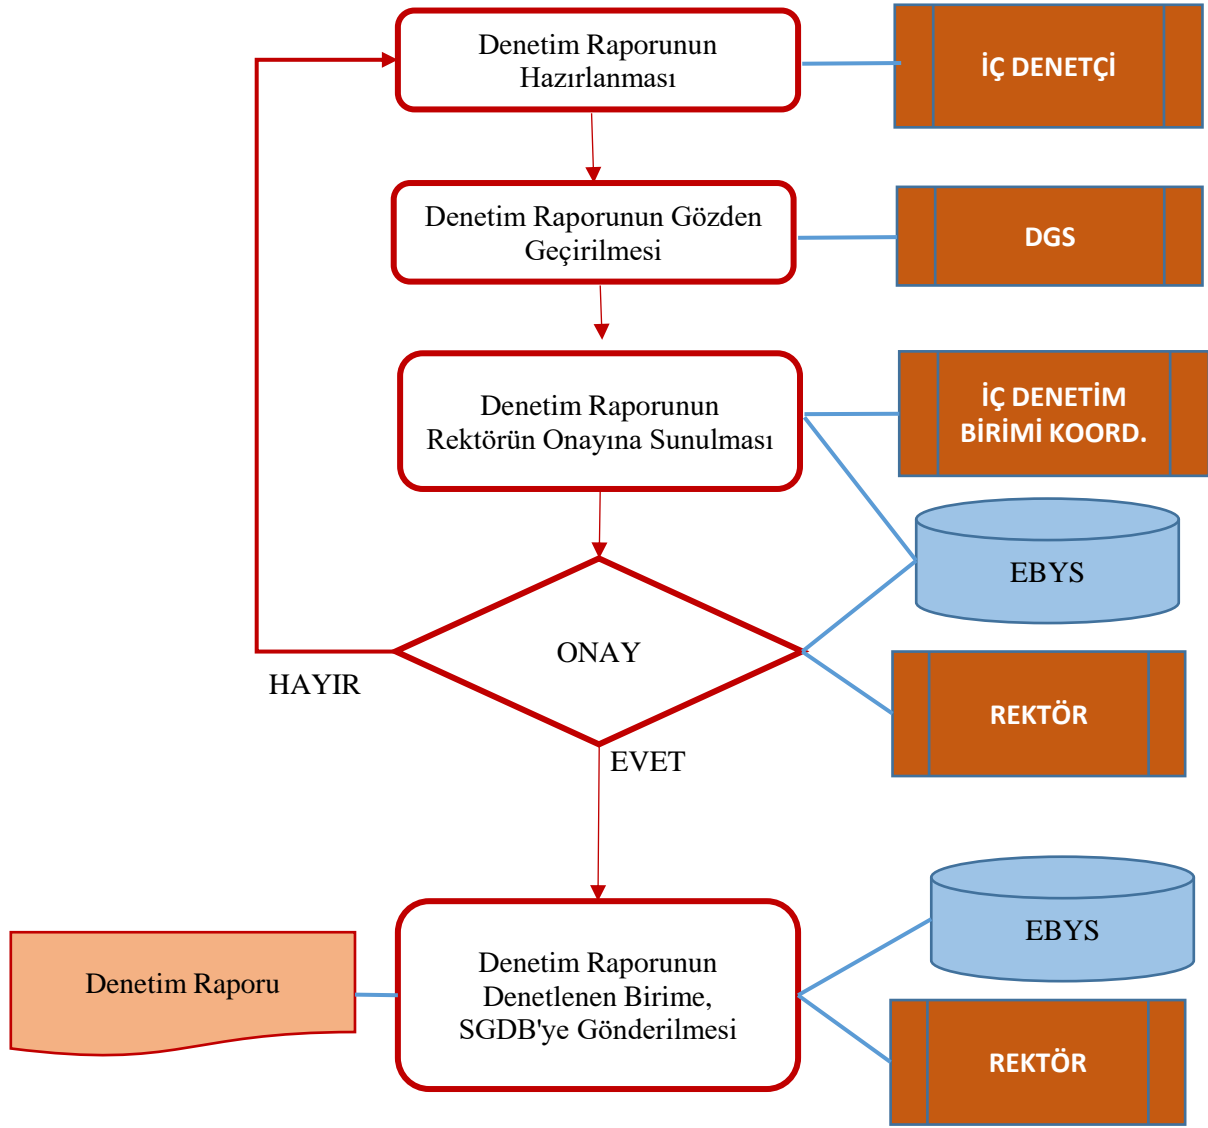 Denetim Raporunun
Hazırlanması
İÇ DENETÇİ
Denetim Raporunun Gözden
Geçirilmesi
DGS
Denetim Raporunun
Rektörün Onayına Sunulması
İÇ DENETİM
BİRİMİ KOORD.
EBYS
ONAY
HAYIR
REKTÖR
EVET
Denetim Raporu
Denetim Raporunun
Denetlenen Birime,
SGDB'ye Gönderilmesi
EBYS
REKTÖR